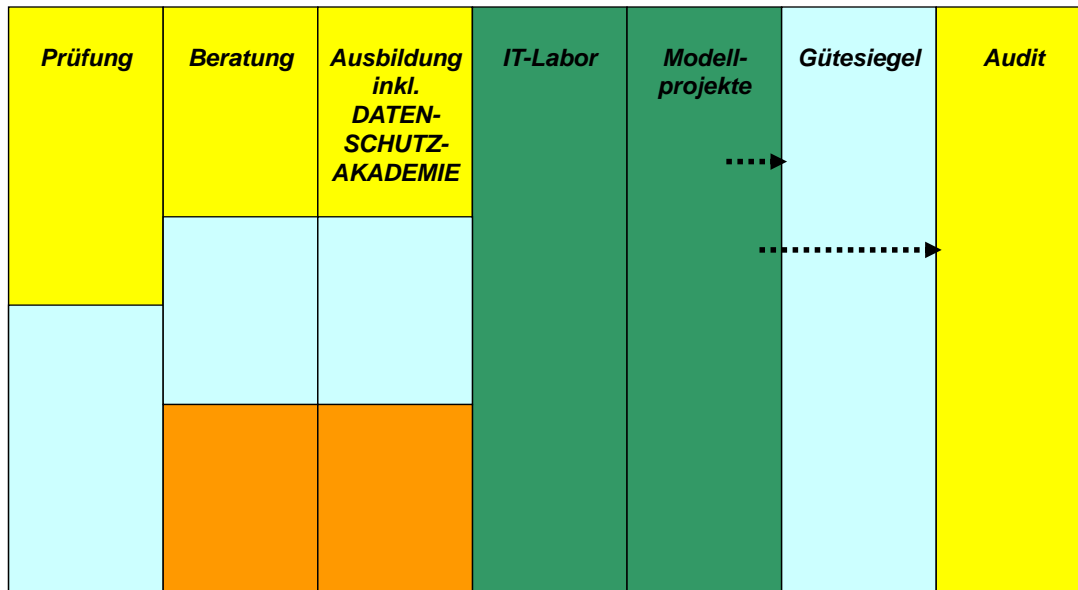 Prüfung
Beratung
Ausbildung
inkl.
DATEN-
SCHUTZ-
AKADEMIE
IT-Labor
Modell-
projekte
Gütesiegel
Audit